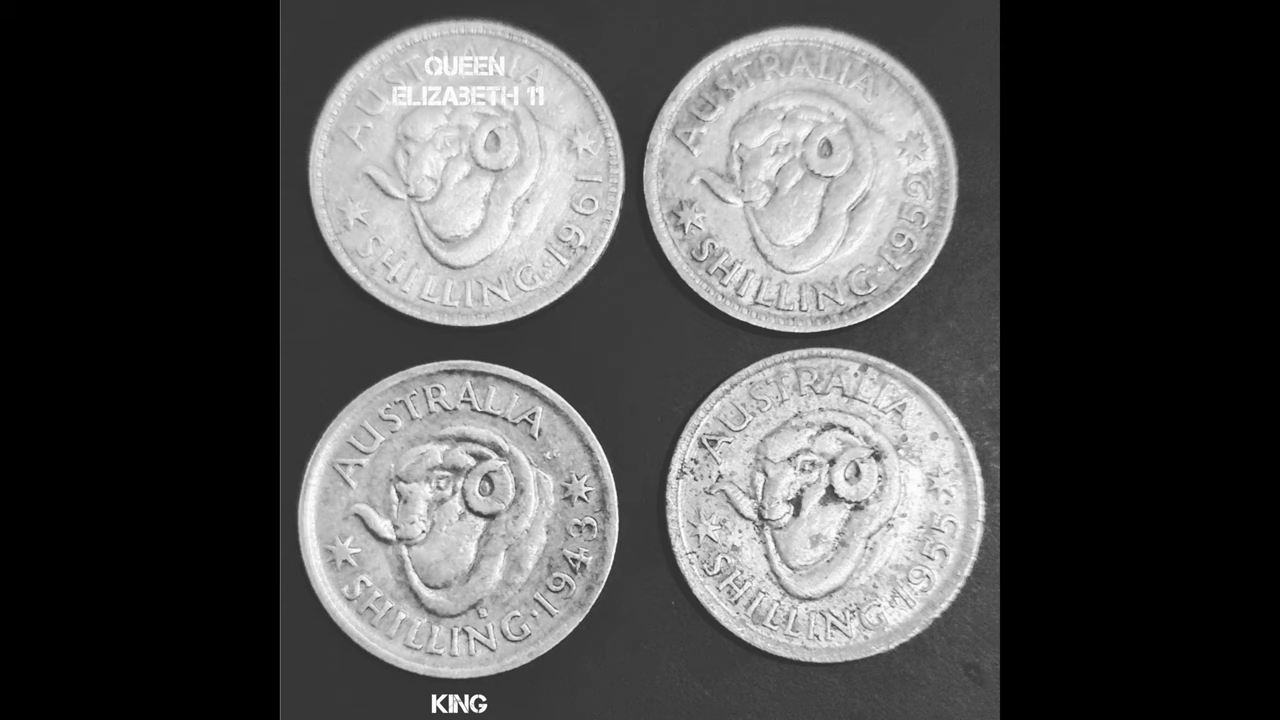 QUEEN
ELIZABETH 11
AUSTRALIA
SHILLING·1961
AUSTRALIA
SHILLING·1952
AUSTRALIA
SHILLING·1943
AUSTRALIA
SHILLING·1955
KING